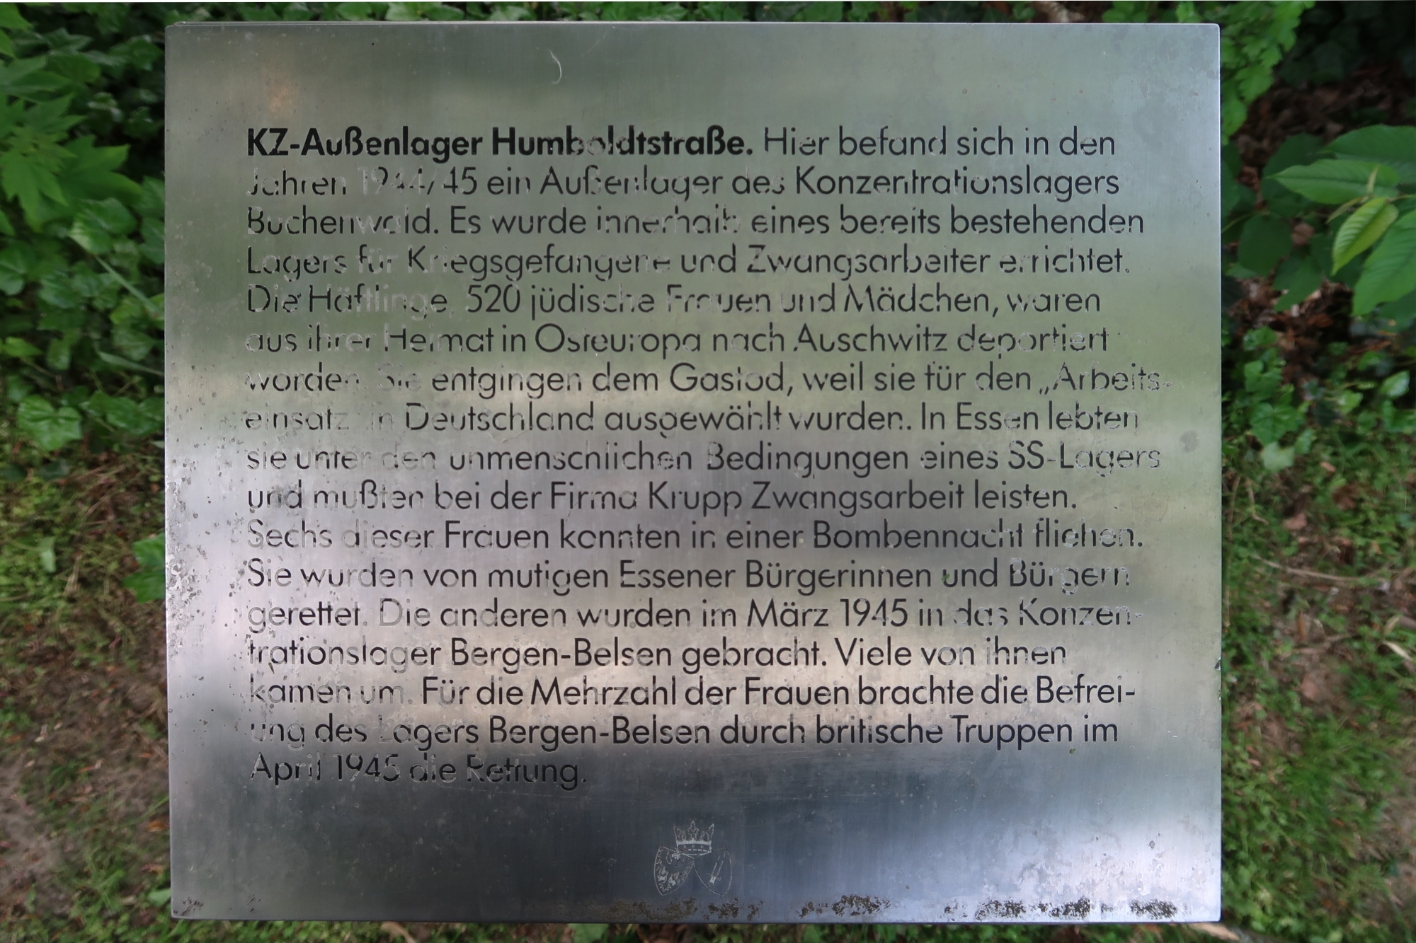 KZ-Außenlager Humboldtstraße. Hier befand sich in den
Jahren 1944/45 ein Außenlager des Konzentrationslagers
Buchenwald. Es wurde innerhalb eines bereits bestehenden
Lagers für Kriegsgefangene und Zwangsarbeiter errichtet.
Die Häftlinge, 520 jüdische Frauen und Mädchen, waren
aus ihrer Heimat in Osteuropa nach Auschwitz deportiert
worden. Sie entgingen dem Gastod, weil sie für den „Arbeits-
einsatz“ in Deutschland ausgewählt wurden. In Essen lebten
sie unter den unmenschlichen Bedingungen eines SS-Lagers
und mußten bei der Firma Krupp Zwangsarbeit leisten.
Sechs dieser Frauen konnten in einer Bombennacht fliehen.
Sie wurden von mutigen Essener Bürgerinnen und Bürgern
gerettet. Die anderen wurden im März 1945 in das Konzen-
trationslager Bergen-Belsen gebracht. Viele von ihnen
kamen um. Für die Mehrzahl der Frauen brachte die Befrei-
ung des Lagers Bergen-Belsen durch britische Truppen im
April 1945 die Rettung.